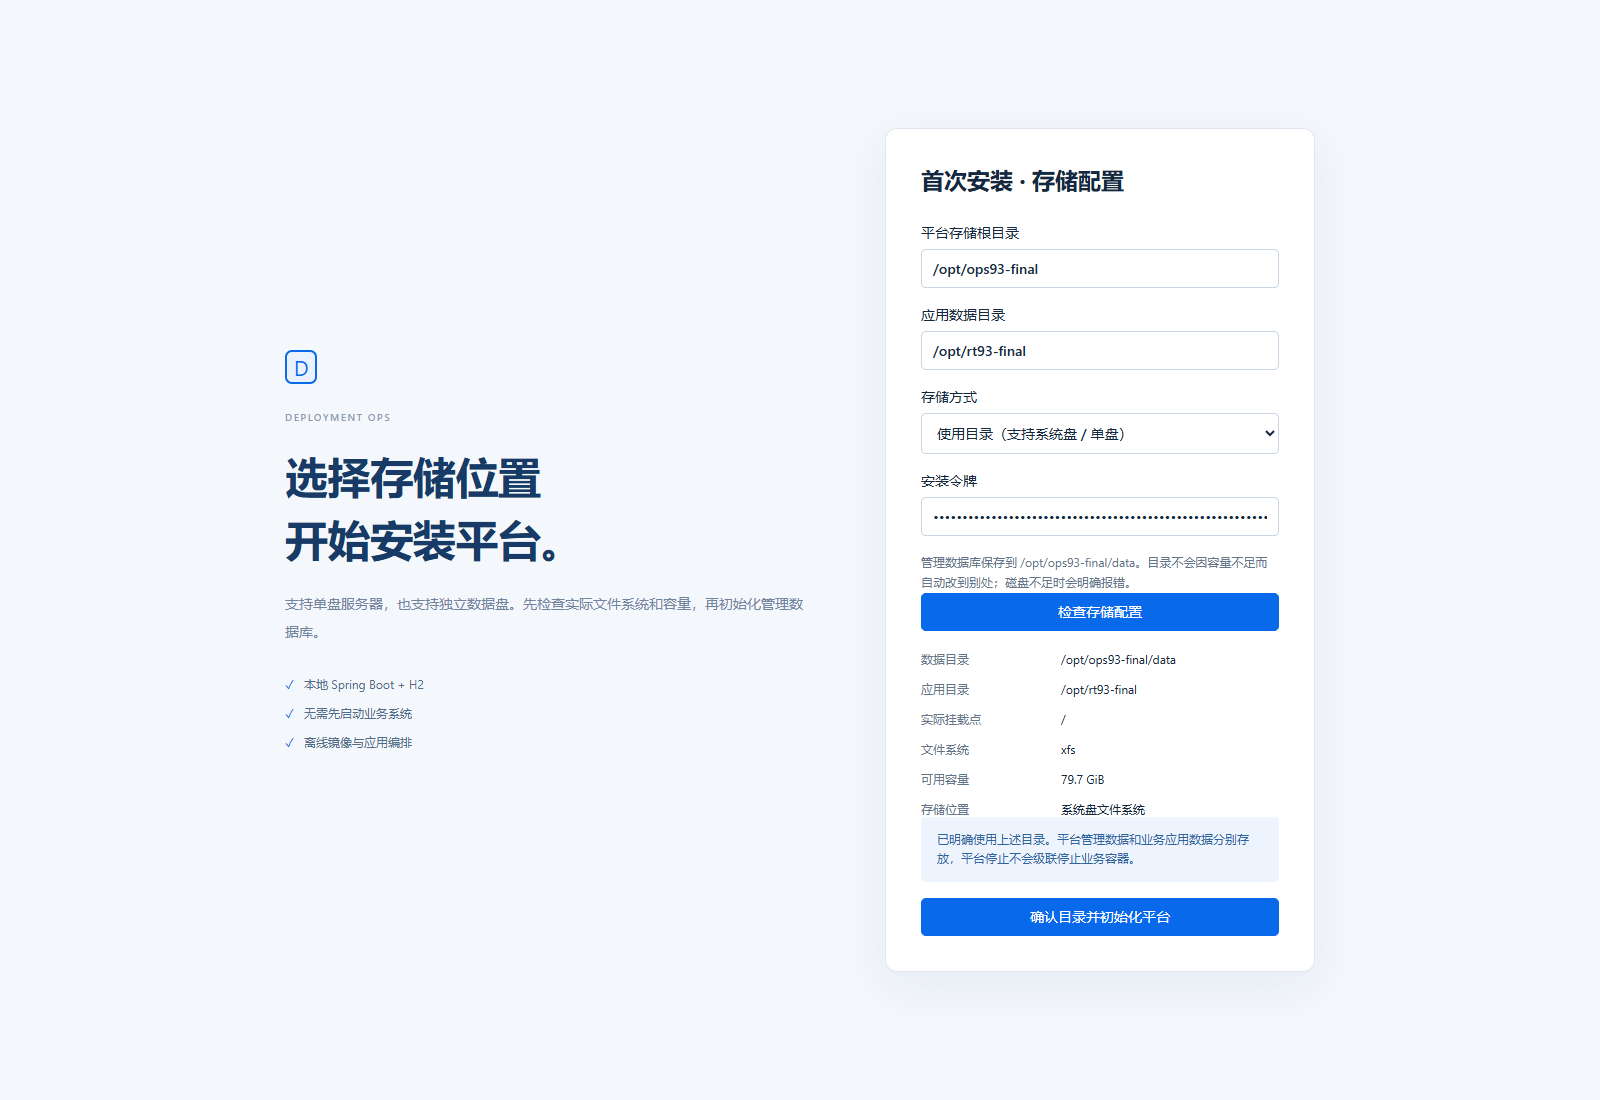 D
DEPLOYMENT OPS
选择存储位置
开始安装平台。
支持单盘服务器，也支持独立数据盘。先检查实际文件系统和容量，再初始化管理数
据库。
✓ 本地 Spring Boot + H2
✓ 无需先启动业务系统
✓ 离线镜像与应用编排
首次安装 · 存储配置
平台存储根目录
/opt/ops93-final
应用数据目录
/opt/rt93-final
存储方式
使用目录（支持系统盘 / 单盘）
安装令牌
管理数据库保存到 /opt/ops93-final/data。目录不会因容量不足而
自动改到别处；磁盘不足时会明确报错。
检查存储配置
数据目录 /opt/ops93-final/data
应用目录 /opt/rt93-final
实际挂载点 /
文件系统 xfs
可用容量 79.7 GiB
存储位置 系统盘文件系统
已明确使用上述目录。平台管理数据和业务应用数据分别存
放，平台停止不会级联停止业务容器。
确认目录并初始化平台